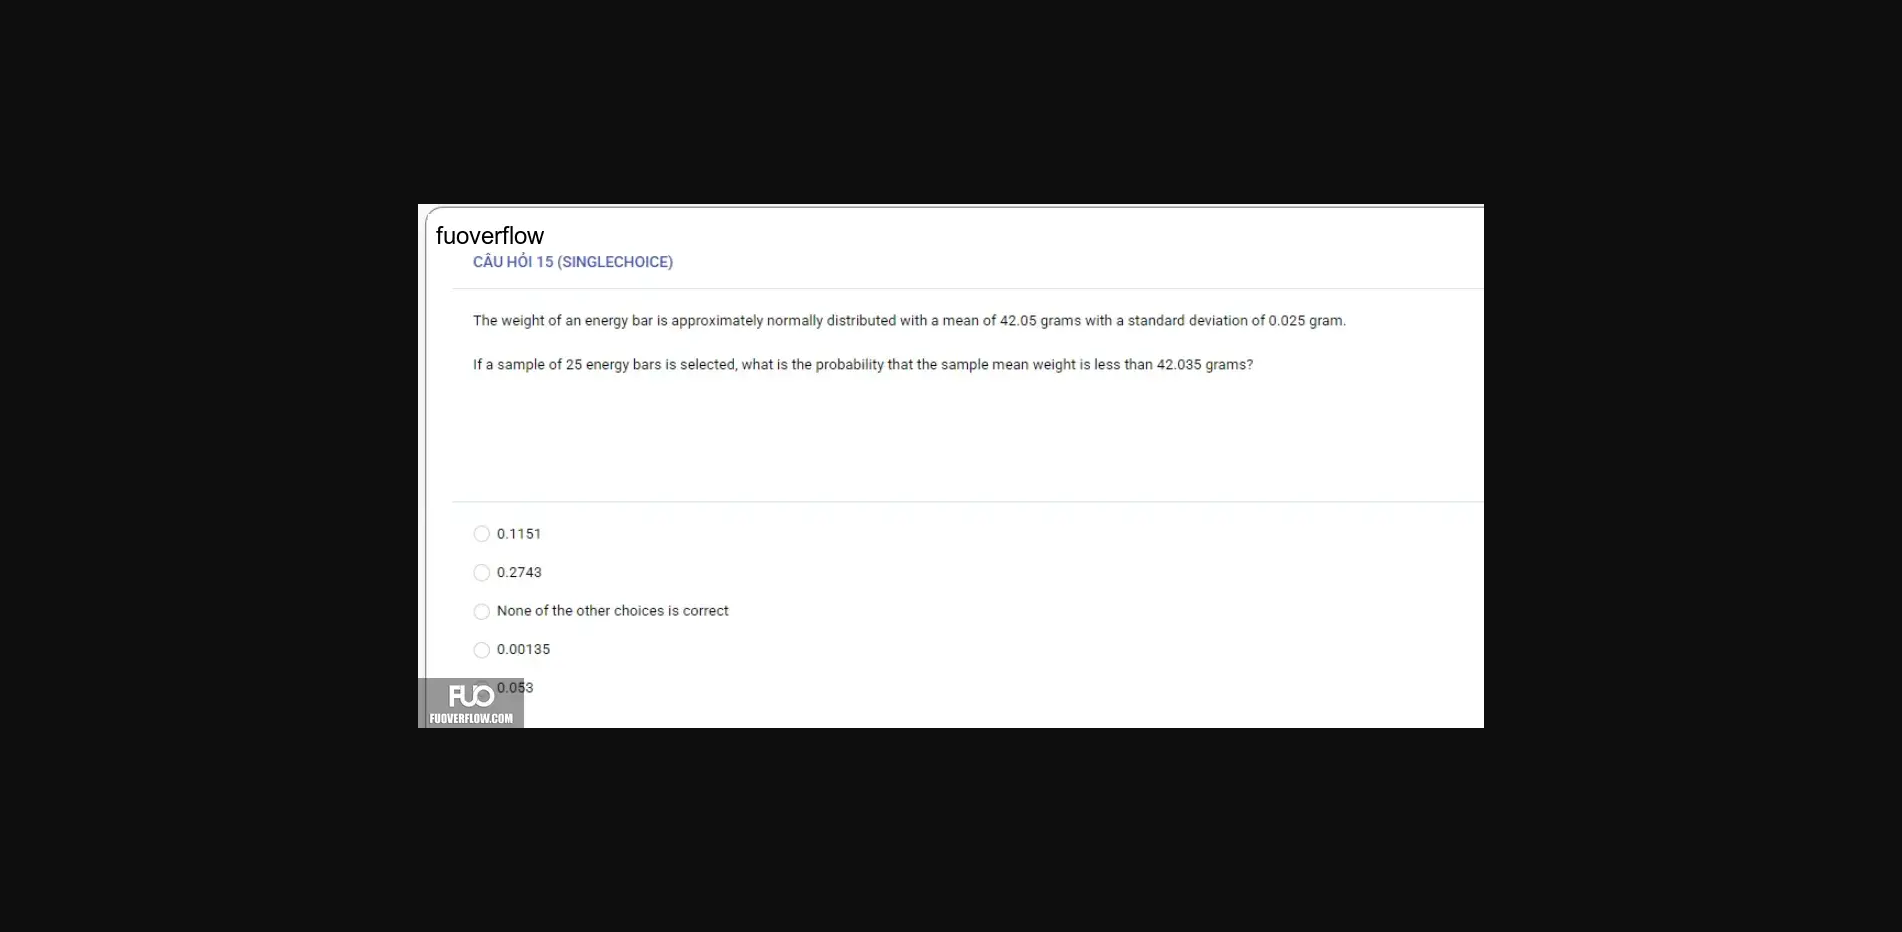 fuoverflow
CÂU HỎI 15 (SINGLECHOICE)
The weight of an energy bar is approximately normally distributed with a mean of 42.05 grams with a standard deviation of 0.025 gram.
If a sample of 25 energy bars is selected, what is the probability that the sample mean weight is less than 42.035 grams?
0.1151
0.2743
None of the other choices is correct
0.00135
0.053
FUO
FUOVERFLOW.COM